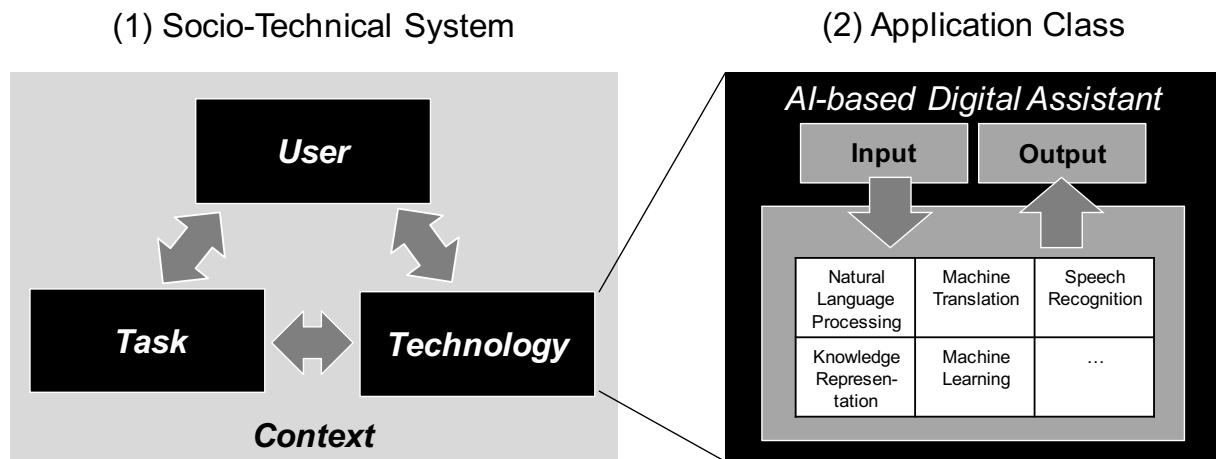 (1) Socio-Technical System
User
Task
Technology
Context
(2) Application Class
AI-based Digital Assistant
Input
Output
Natural
Language
Processing
Machine
Translation
Speech
Recognition
Knowledge
Represen-
tation
Machine
Learning
…